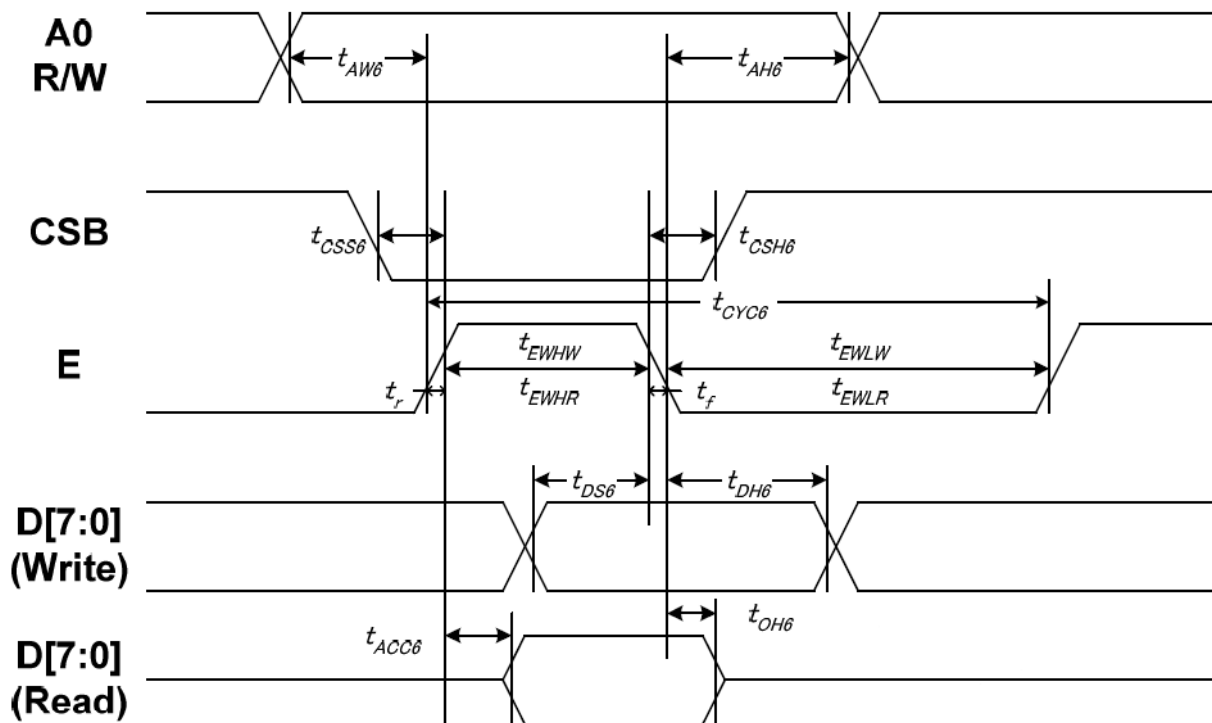 A0
R/W
tAW6
tAH6
CSB
tCSS6
tCSH6
tCYC6
E
tEWHW
tEWLW
tr
tEWHR
tf
tEWLR
D[7:0]
(Write)
tDS6
tDH6
D[7:0]
(Read)
tACC6
tOH6